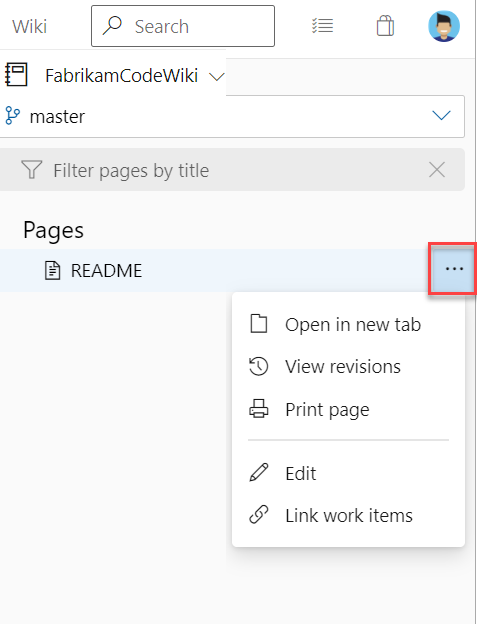 Wiki
Search
FabrikamCodeWiki
master
Filter pages by title
Pages
README
Open in new tab
View revisions
Print page
Edit
Link work items